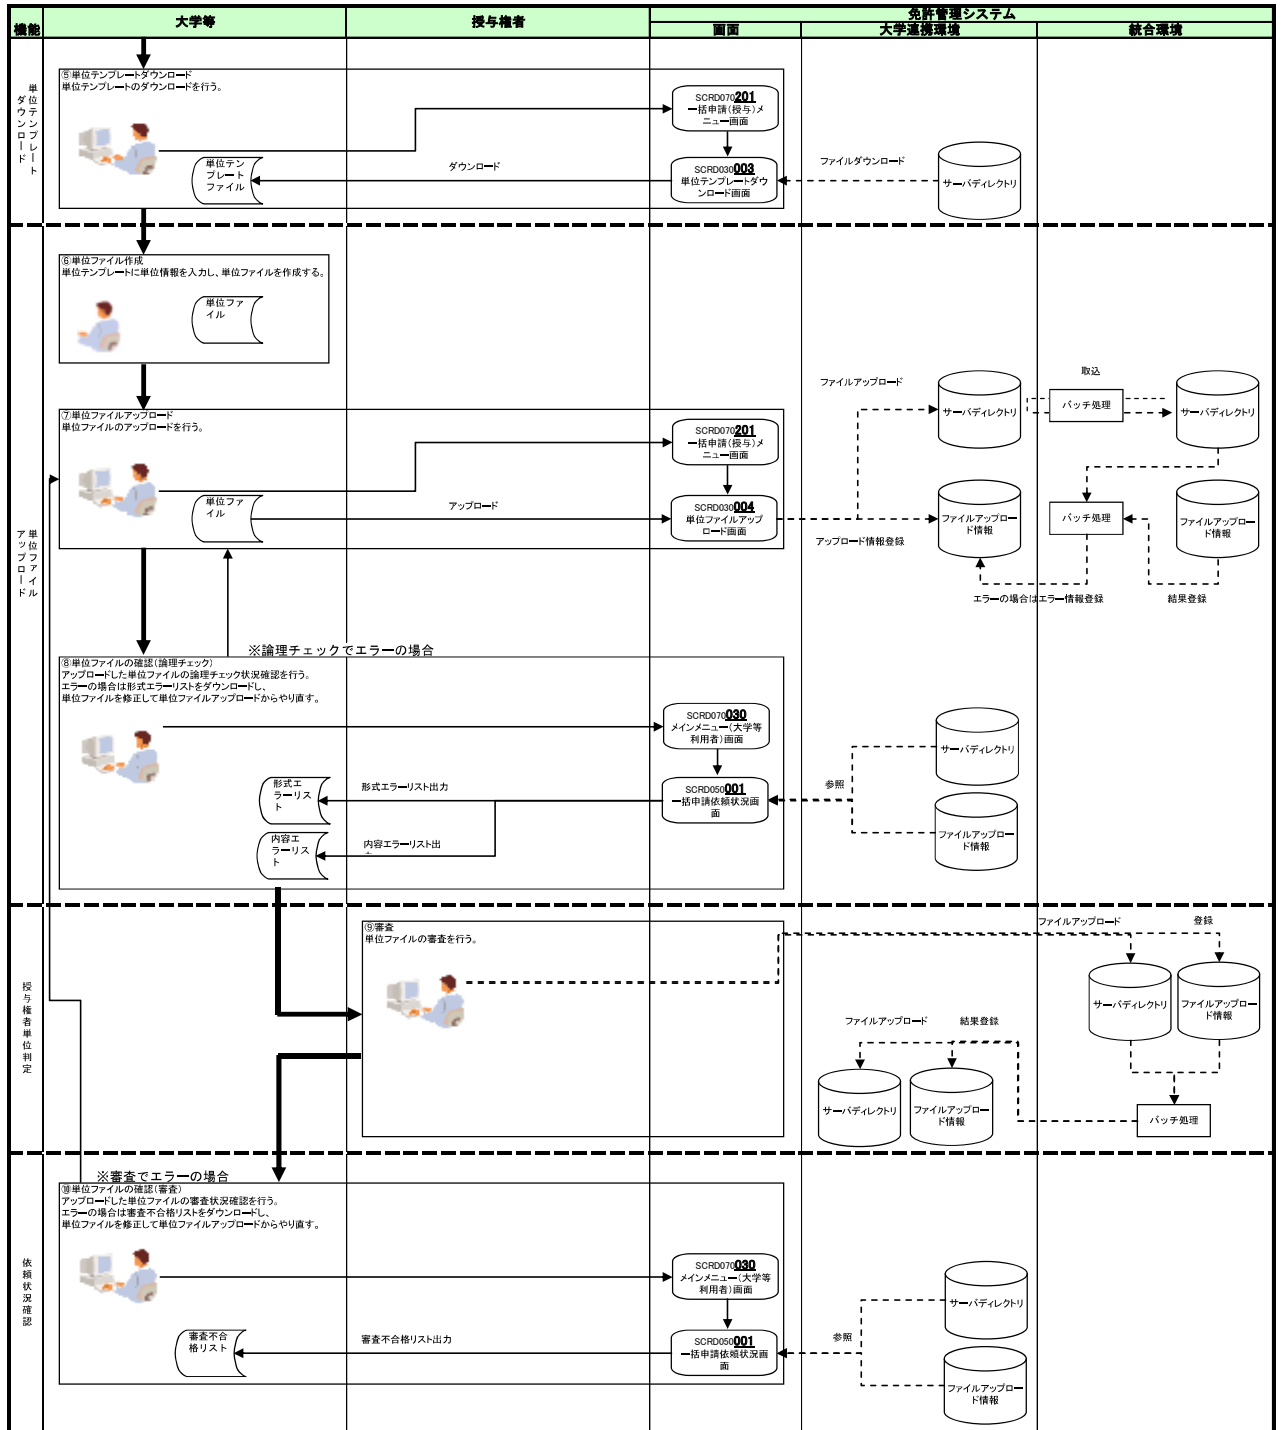 機能
大学等
授与権者
免許管理システム
画面
大学連携環境
統合環境
単位テンプレート
ダウンロード
⑤単位テンプレートダウンロード
単位テンプレートのダウンロードを行う。
SCRD070201
一括申請(授与)メ
ニュー画面
単位テン
プレート
ファイル
ダウンロード
SCRD030003
単位テンプレートダウ
ンロード画面
ファイルダウンロード
サーバディレクトリ
単位ファイル
アップロード
⑥単位ファイル作成
単位テンプレートに単位情報を入力し、単位ファイルを作成する。
単位ファ
イル
⑦単位ファイルアップロード
単位ファイルのアップロードを行う。
SCRD070201
一括申請(授与)メ
ニュー画面
単位ファ
イル
アップロード
SCRD030004
単位ファイルアップ
ロード画面
ファイルアップロード
サーバディレクトリ
取込
バッチ処理
サーバディレクトリ
アップロード情報登録
ファイルアップロー
ド情報
バッチ処理
ファイルアップロー
ド情報
エラーの場合はエラー情報登録
結果登録
※論理チェックでエラーの場合
⑧単位ファイルの確認(論理チェック)
アップロードした単位ファイルの論理チェック状況確認を行う。
エラーの場合は形式エラーリストをダウンロードし、
単位ファイルを修正して単位ファイルアップロードからやり直す。
SCRD070030
メインメニュー(大学等
利用者)画面
形式エ
ラーリス
ト
形式エラーリスト出力
SCRD050001
一括申請依頼状況画
面
参照
サーバディレクトリ
ファイルアップロー
ド情報
内容エ
ラーリス
ト
内容エラーリスト出
授与権者単位判定
⑨審査
単位ファイルの審査を行う。
ファイルアップロード
登録
サーバディレクトリ
ファイルアップロー
ド情報
ファイルアップロード
結果登録
サーバディレクトリ
ファイルアップロー
ド情報
バッチ処理
依頼状況確認
※審査でエラーの場合
⑩単位ファイルの確認(審査)
アップロードした単位ファイルの審査状況確認を行う。
エラーの場合は審査不合格リストをダウンロードし、
単位ファイルを修正して単位ファイルアップロードからやり直す。
SCRD070030
メインメニュー(大学等
利用者)画面
審査不合
格リスト
審査不合格リスト出力
SCRD050001
一括申請依頼状況画
面
参照
サーバディレクトリ
ファイルアップロー
ド情報